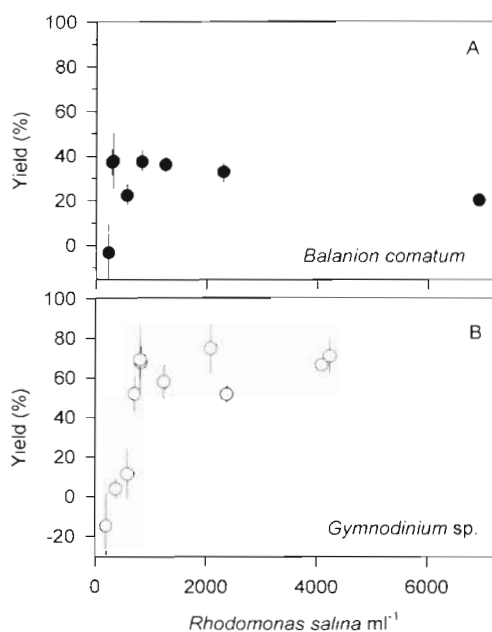 100
A
80
60
Yield (%)
40
20
0
Balanion comatum
100
B
80
60
Yield (%)
40
20
0
-20
Gymnodinium sp.
0 2000 4000 6000
Rhodomonas salina ml-1